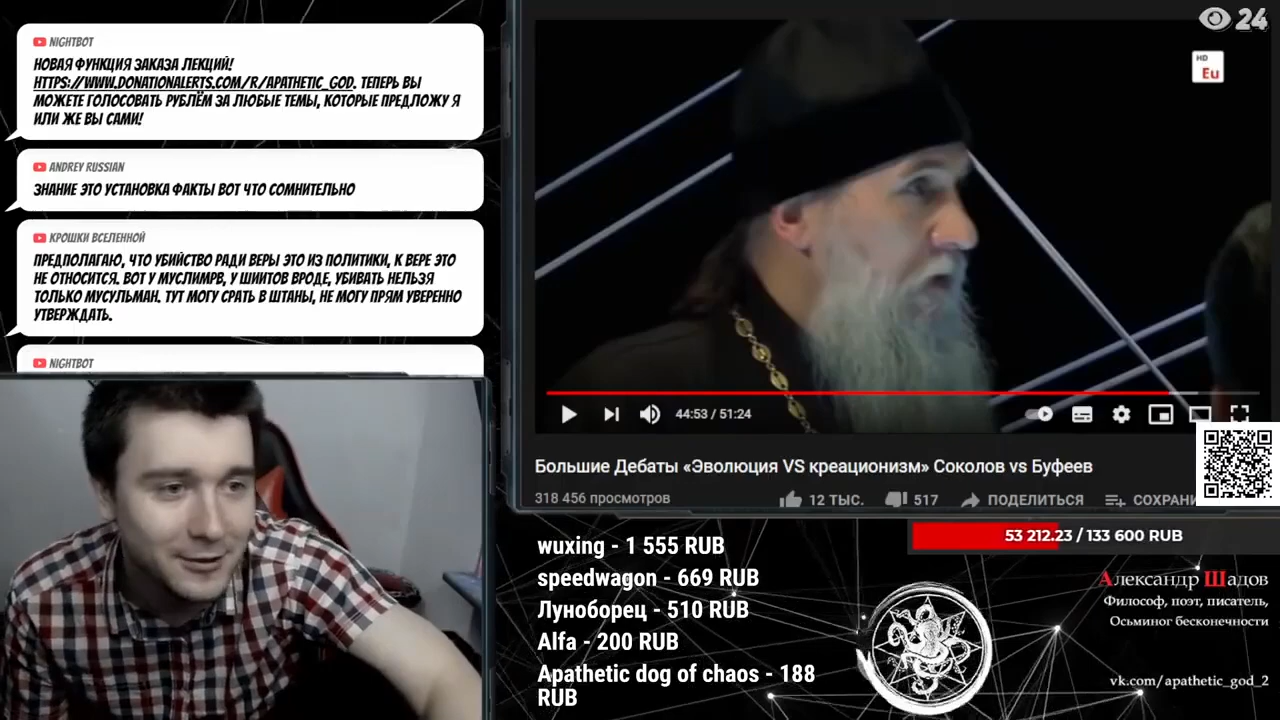 NIGHTBOT
НОВАЯ ФУНКЦИЯ ЗАКАЗА ЛЕКЦИЙ!
HTTPS://WWW.DONATIONALERTS.COM/R/APATHETIC_GOD. ТЕПЕРЬ ВЫ
МОЖЕТЕ ГОЛОСОВАТЬ РУБЛЁМ ЗА ЛЮБЫЕ ТЕМЫ, КОТОРЫЕ ПРЕДЛОЖУ Я
ИЛИ ЖЕ ВЫ САМИ!
ANDREY RUSSIAN
ЗНАНИЕ ЭТО УСТАНОВКА ФАКТЫ ВОТ ЧТО СОМНИТЕЛЬНО
КРОШКИ ВСЕЛЕННОЙ
ПРЕДПОЛАГАЮ, ЧТО УБИЙСТВО РАДИ ВЕРЫ ЭТО ИЗ ПОЛИТИКИ, К ВЕРЕ ЭТО
НЕ ОТНОСИТСЯ. ВОТ У МУСЛИМРВ, У ШИИТОВ ВРОДЕ, УБИВАТЬ НЕЛЬЗЯ
ТОЛЬКО МУСУЛЬМАН. ТУТ МОГУ СРАТЬ В ШТАНЫ, НЕ МОГУ ПРЯМ УВЕРЕННО
УТВЕРЖДАТЬ.
NIGHTBOT
24
HD
Eu
44:53 / 51:24
Большие Дебаты «Эволюция VS креационизм» Соколов vs Буфеев
318 456 просмотров
12 ТЫС.
517
ПОДЕЛИТЬСЯ
СОХРАНИ
53 212.23 / 133 600 RUB
wuxing - 1 555 RUB
speedwagon - 669 RUB
Луноборец - 510 RUB
Alfa - 200 RUB
Apathetic dog of chaos - 188
RUB
Александр Шадов
Философ, поэт, писатель,
Осьминог бесконечности
vk.com/apathetic_god_2